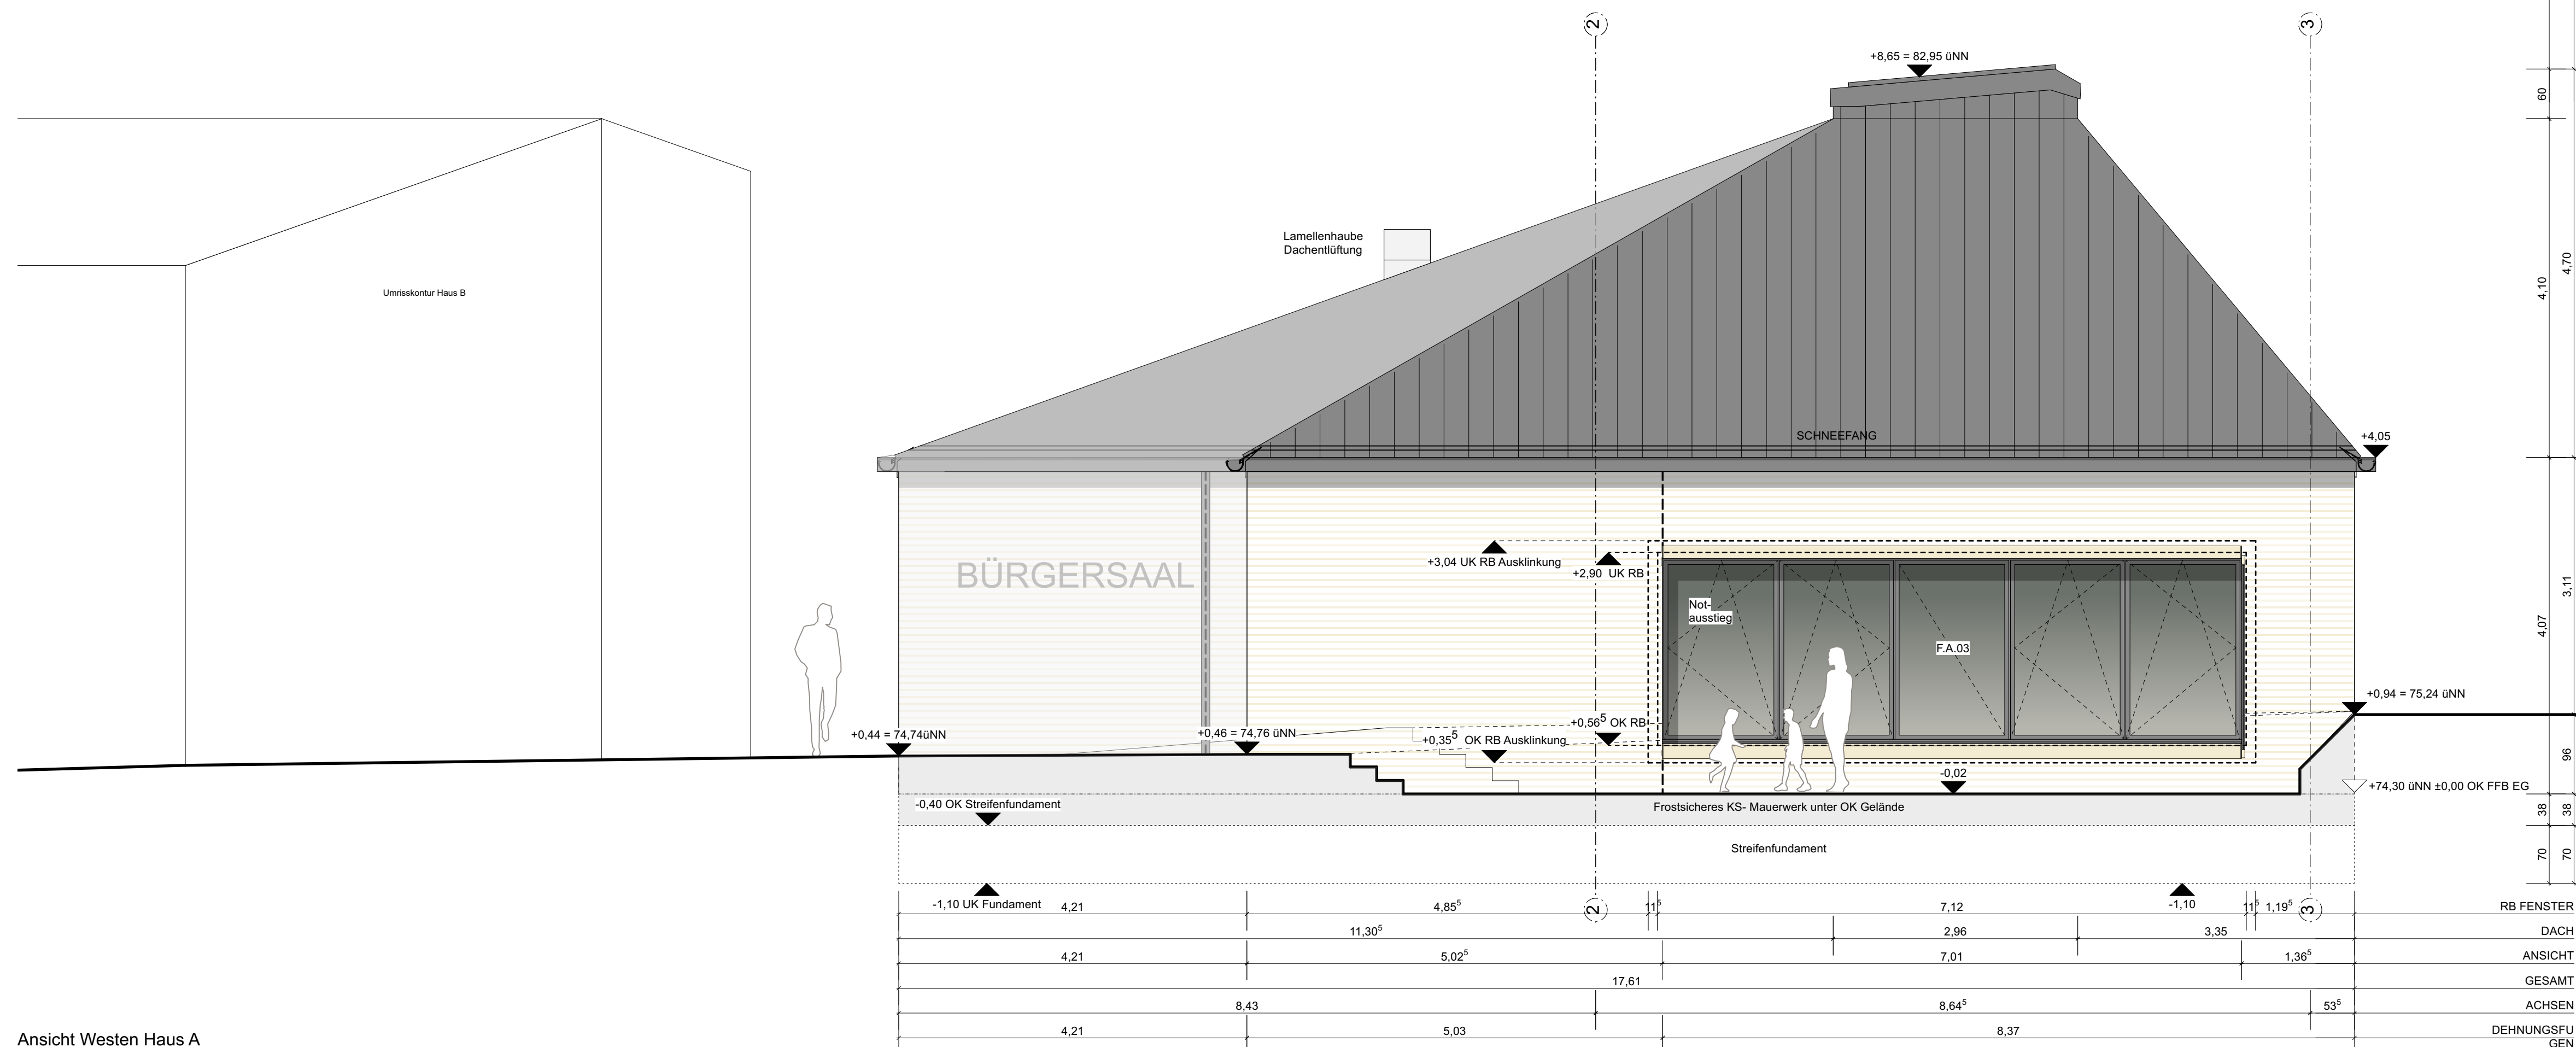 2
3
+8,65 = 82,95 üNN
60
Lamellenhaube
Dachentlüftung
4,10
4,70
Umrisskontur Haus B
SCHNEEFANG
+4,05
+3,04 UK RB Ausklinkung
+2,90 UK RB
BÜRGERSAAL
Not-
ausstieg
F.A.03
4,07
3,11
+0,94 = 75,24 üNN
+0,56⁵ OK RB
+0,44 = 74,74üNN
+0,46 = 74,76 üNN
+0,35⁵ OK RB Ausklinkung
-0,02
96
+74,30 üNN ±0,00 OK FFB EG
-0,40 OK Streifenfundament
Frostsicheres KS- Mauerwerk unter OK Gelände
38
38
Streifenfundament
70
70
-1,10 UK Fundament
-1,10
4,21
4,85⁵
2
11⁵
7,12
11⁵
1,19⁵
3
RB FENSTER
11,30⁵
2,96
3,35
DACH
4,21
5,02⁵
7,01
1,36⁵
ANSICHT
17,61
GESAMT
8,43
8,64⁵
53⁵
ACHSEN
4,21
5,03
8,37
DEHNUNGSFU
GEN
Ansicht Westen Haus A